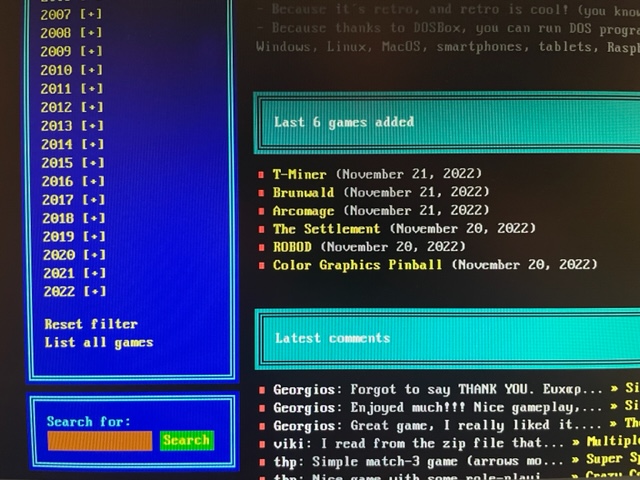 2007 [+]
2008 [+]
2009 [+]
2010 [+]
2011 [+]
2012 [+]
2013 [+]
2014 [+]
2015 [+]
2016 [+]
2017 [+]
2018 [+]
2019 [+]
2020 [+]
2021 [+]
2022 [+]
Reset filter
List all games
Search for:
Search
- Because it's retro, and retro is cool! (you know
- Because thanks to DOSBox, you can run DOS progra
Windows, Linux, MacOS, smartphones, tablets, Rasp
Last 6 games added
T-Miner (November 21, 2022)
Brunwald (November 21, 2022)
Arcomage (November 21, 2022)
The Settlement (November 20, 2022)
ROBOD (November 20, 2022)
Color Graphics Pinball (November 20, 2022)
Latest comments
Georgios: Forgot to say THANK YOU. Ευχαρ... » Si
Georgios: Enjoyed much!!! Nice gameplay,... » Si
Georgios: Great game, I really liked it.... » Th
viki: I read from the zip file that... » Multiple
thp: Simple match-3 game (arrows mo... » Super Sp
thp: Nice game with some role-playi... » Crazy C